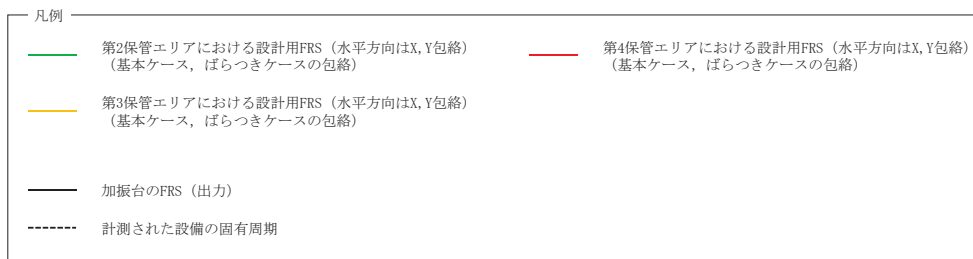 凡例
第2保管エリアにおける設計用FRS（水平方向はX,Y包絡）
（基本ケース，ばらつきケースの包絡）
第4保管エリアにおける設計用FRS（水平方向はX,Y包絡）
（基本ケース，ばらつきケースの包絡）
第3保管エリアにおける設計用FRS（水平方向はX,Y包絡）
（基本ケース，ばらつきケースの包絡）
加振台のFRS（出力）
計測された設備の固有周期